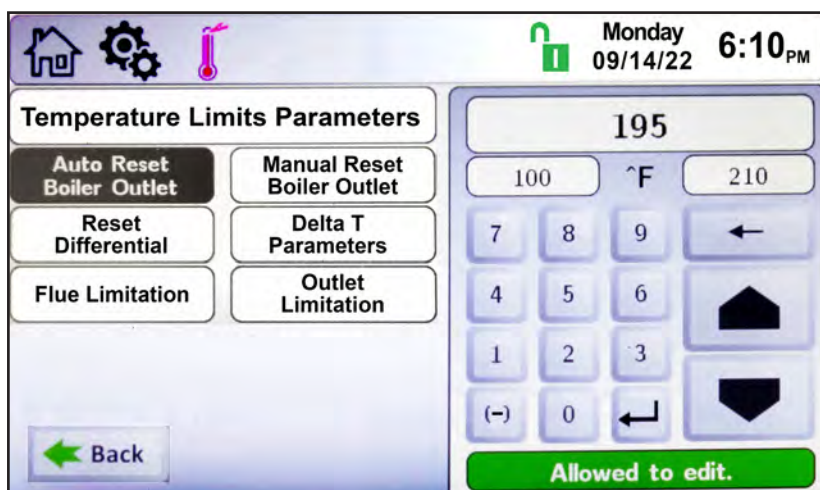 Monday
09/14/22
6:10 PM
Temperature Limits Parameters
Auto Reset
Boiler Outlet
Manual Reset
Boiler Outlet
Reset
Differential
Delta T
Parameters
Flue Limitation
Outlet
Limitation
Back
195
100 ^F 210
7 8 9
4 5 6
1 2 3
(-) 0
Allowed to edit.